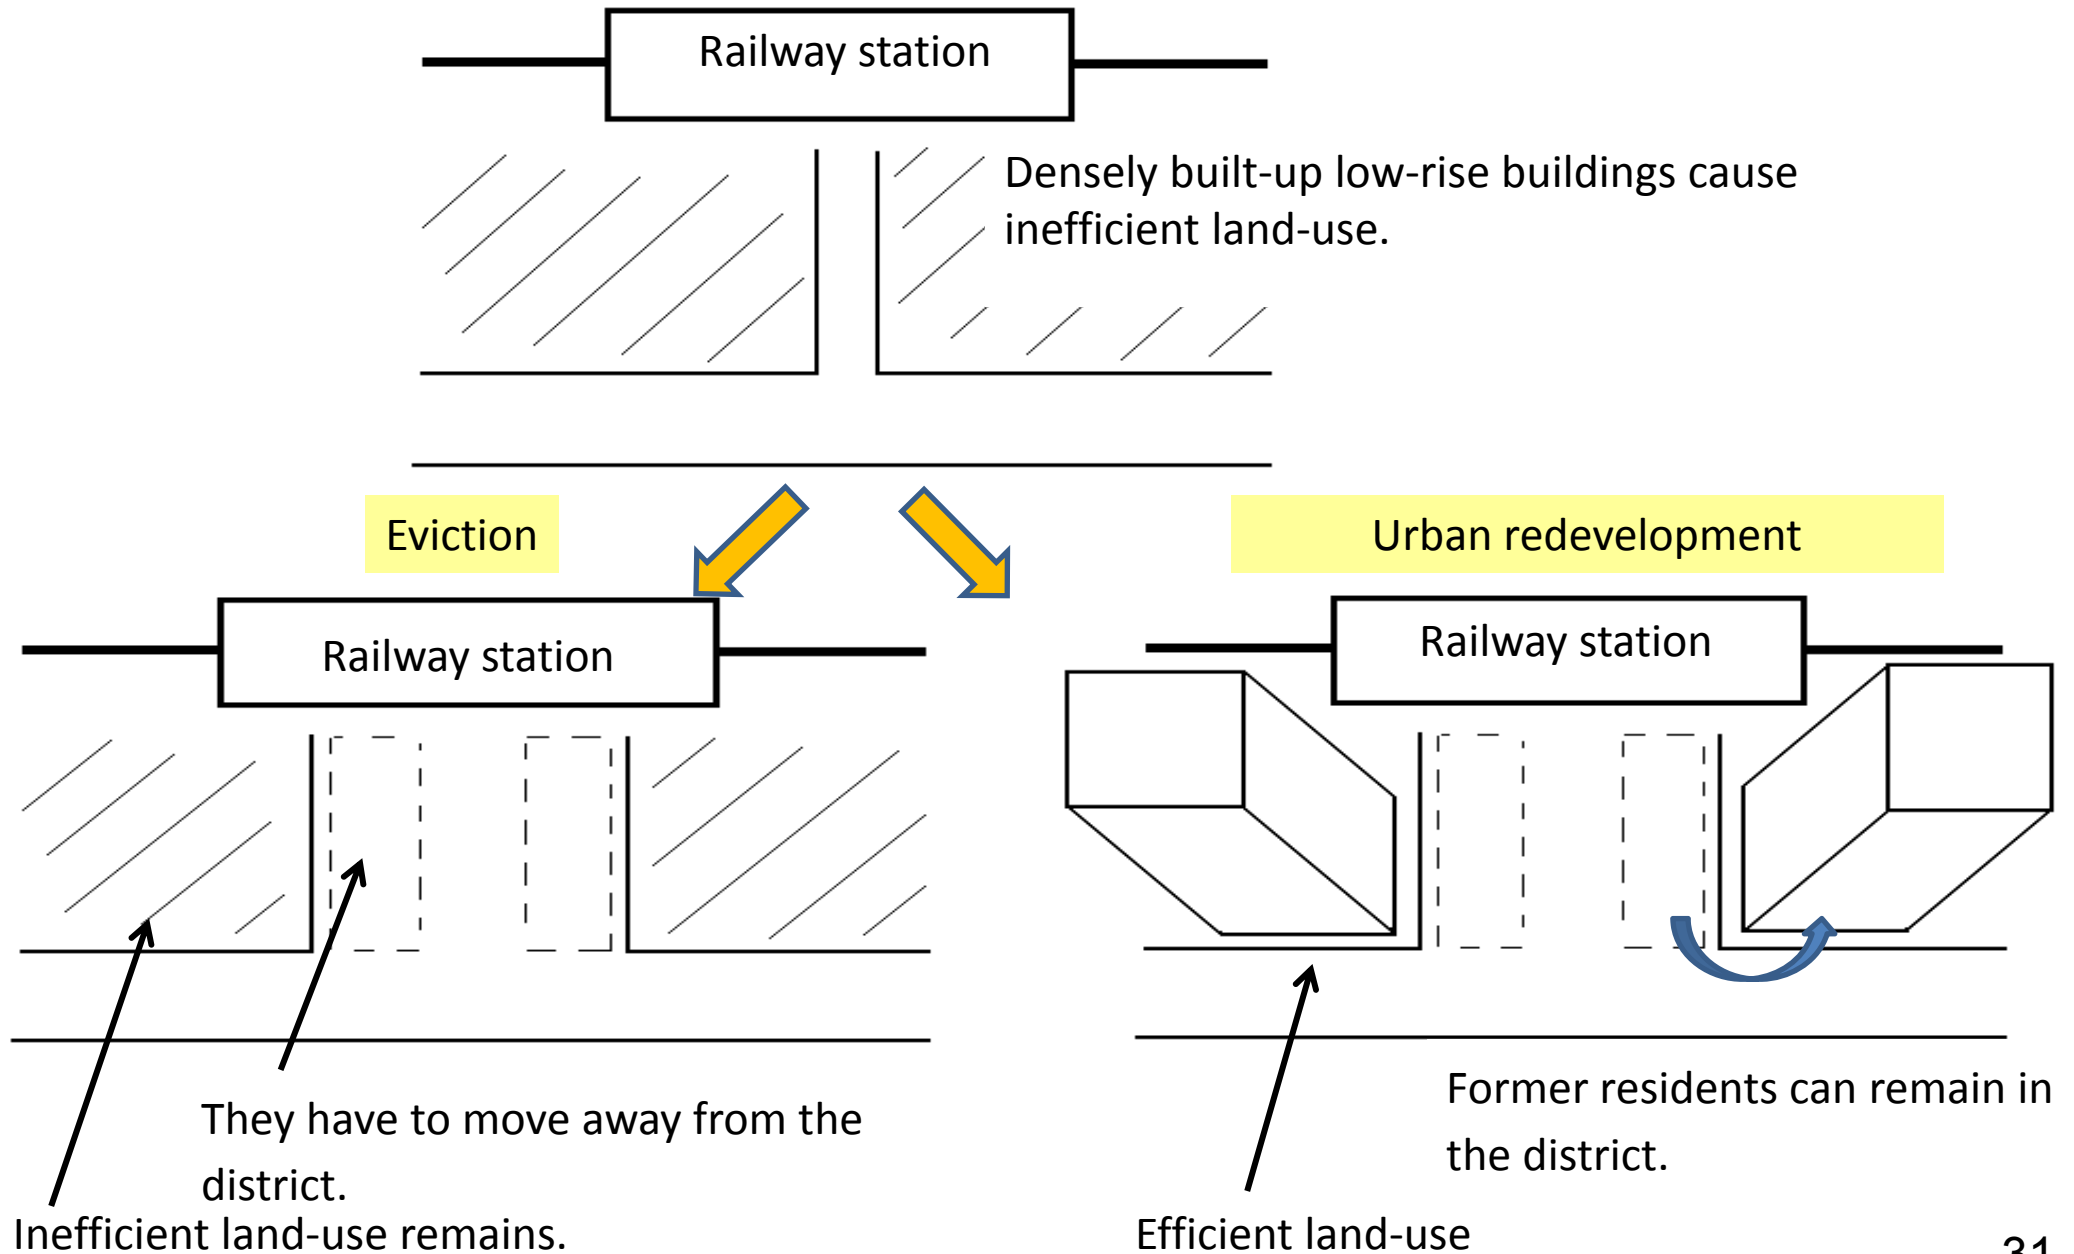 Railway station
Densely built-up low-rise buildings cause
inefficient land-use.
Eviction
Urban redevelopment
Railway station
Railway station
They have to move away from the
district.
Inefficient land-use remains.
Former residents can remain in
the district.
Efficient land-use
31